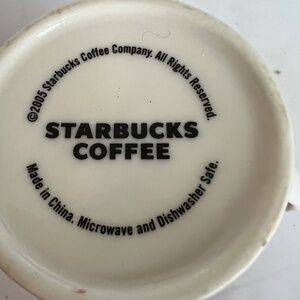 ©2005 Starbucks Coffee Company. All Rights Reserved.
STARBUCKS
COFFEE
Made in China. Microwave and Dishwasher Safe.